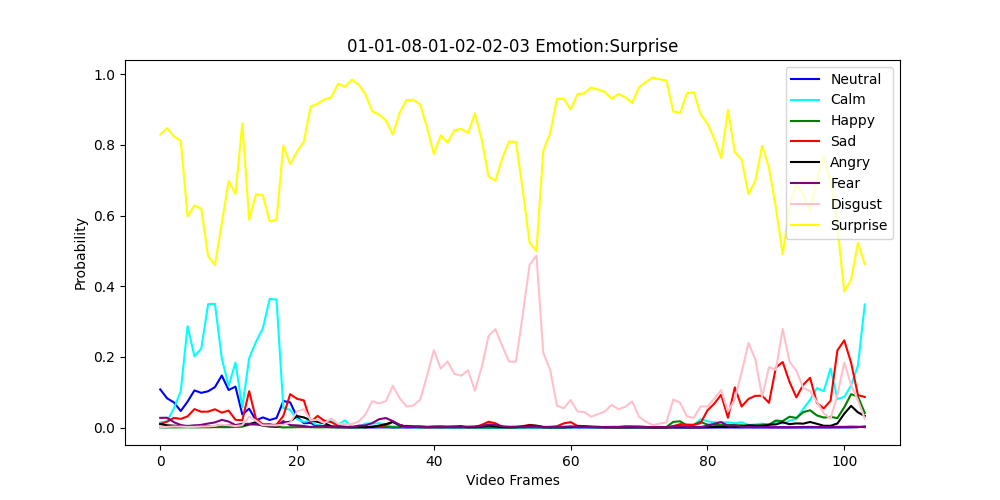 01-01-08-01-02-02-03 Emotion:Surprise
Probability
1.0
0.8
0.6
0.4
0.2
0.0
0
20
40
60
80
100
Video Frames
Neutral
Calm
Happy
Sad
Angry
Fear
Disgust
Surprise